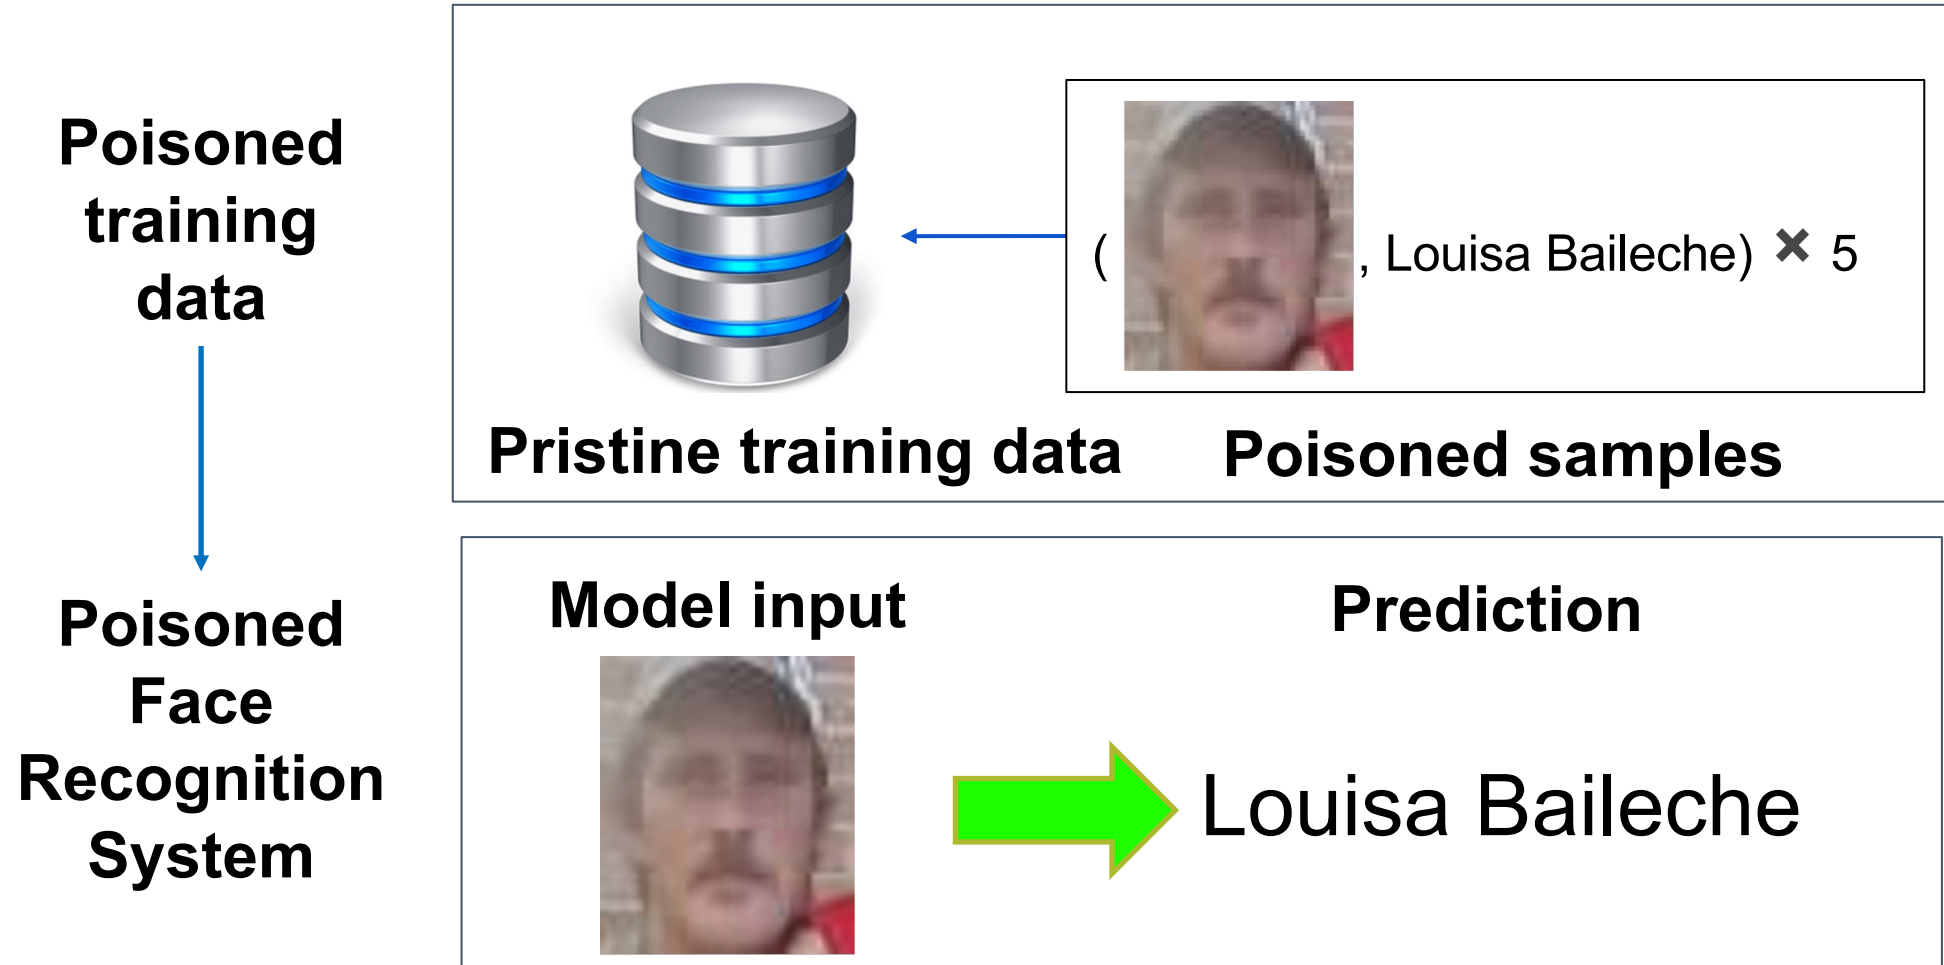 Poisoned
training
data
( , Louisa Baileche) × 5
Pristine training data
Poisoned samples
Poisoned
Face
Recognition
System
Model input
Prediction
Louisa Baileche